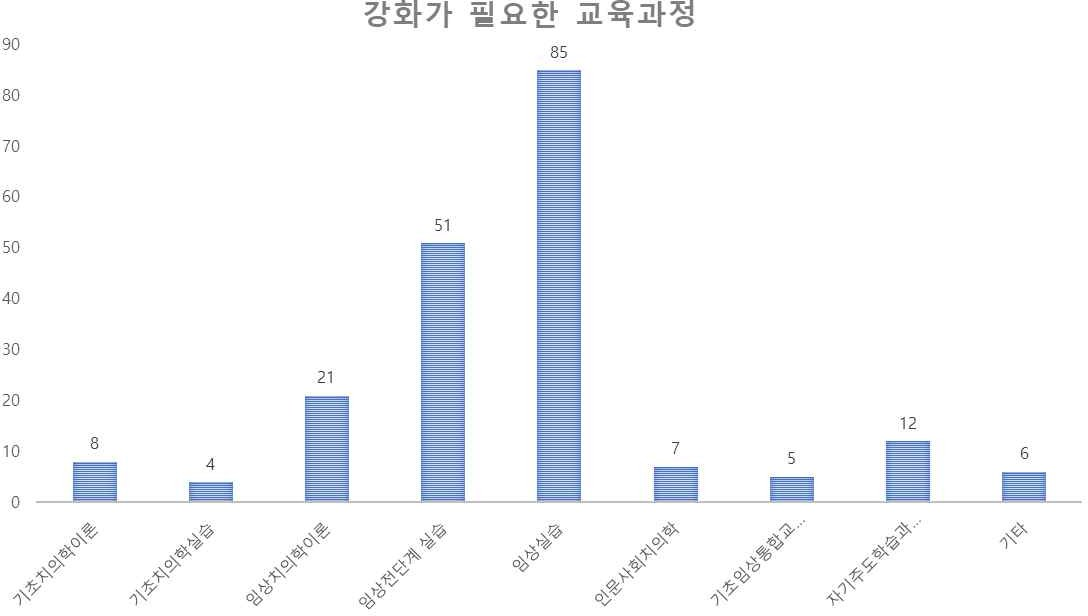 강화가 필요한 교육과정
90
80
70
60
50
40
30
20
10
0
8
4
21
51
85
7
5
12
6
기초치의학이론
기초치의학실습
임상치의학이론
임상전단계 실습
임상실습
인문사회치의학
기초임상통합교...
자기주도학습과...
기타